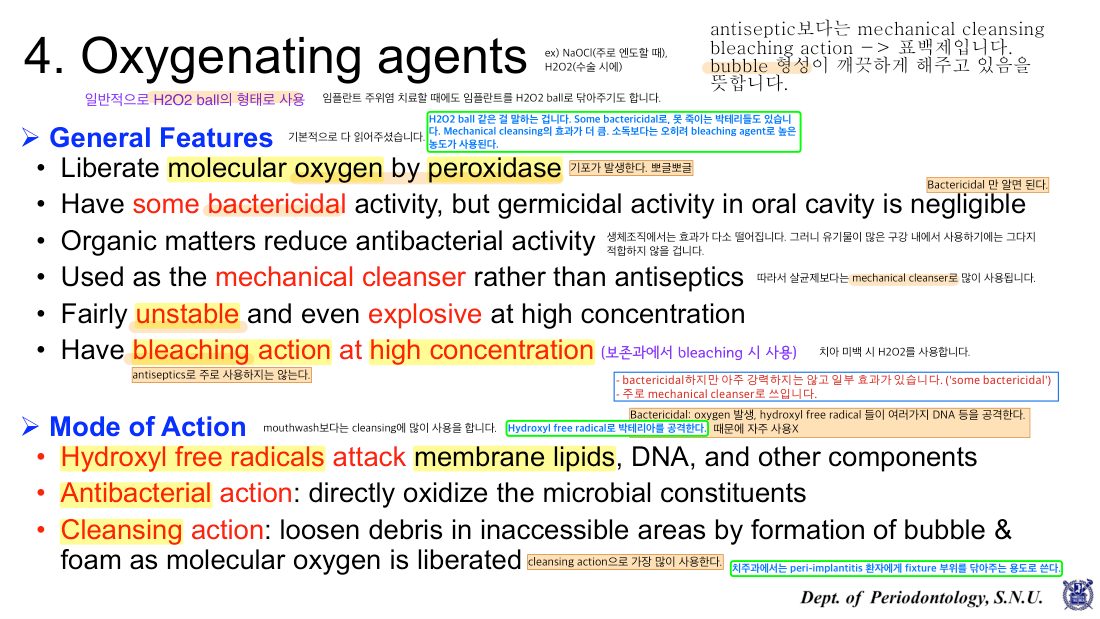 4. Oxygenating agents
ex) NaOCl(주로 엔도할 때),
H2O2(수술 시에)
antiseptic보다는 mechanical cleansing
bleaching action -> 표백제입니다.
bubble 형성이 깨끗하게 해주고 있음을
뜻합니다.
일반적으로 H2O2 ball의 형태로 사용
임플란트 주위염 치료할 때에도 임플란트를 H2O2 ball로 닦아주기도 합니다.
➢ General Features
기본적으로 다 읽어주셨습니다.
H2O2 ball 같은 걸 말하는 겁니다. Some bactericidal로, 못 죽이는 박테리들도 있습니
다. Mechanical cleansing의 효과가 더 큼. 소독보다는 오히려 bleaching agent로 높은
농도가 사용된다.
• Liberate molecular oxygen by peroxidase
기포가 발생한다. 뽀글뽀글
Bactericidal 만 알면 된다.
• Have some bactericidal activity, but germicidal activity in oral cavity is negligible
• Organic matters reduce antibacterial activity
생체조직에서는 효과가 다소 떨어집니다. 그러니 유기물이 많은 구강 내에서 사용하기에는 그다지
적합하지 않을 겁니다.
• Used as the mechanical cleanser rather than antiseptics
따라서 살균제보다는 mechanical cleanser로 많이 사용됩니다.
• Fairly unstable and even explosive at high concentration
• Have bleaching action at high concentration
(보존과에서 bleaching 시 사용)
치아 미백 시 H2O2를 사용합니다.
antiseptics로 주로 사용하지는 않는다.
- bactericidal하지만 아주 강력하지는 않고 일부 효과가 있습니다. ('some bactericidal')
- 주로 mechanical cleanser로 쓰입니다.
Bactericidal: oxygen 발생, hydroxyl free radical 들이 여러가지 DNA 등을 공격한다.
때문에 자주 사용X
➢ Mode of Action
mouthwash보다는 cleansing에 많이 사용을 합니다.
Hydroxyl free radical로 박테리아를 공격한다.
• Hydroxyl free radicals attack membrane lipids, DNA, and other components
• Antibacterial action: directly oxidize the microbial constituents
• Cleansing action: loosen debris in inaccessible areas by formation of bubble &
foam as molecular oxygen is liberated
cleansing action으로 가장 많이 사용한다.
치주과에서는 peri-implantitis 환자에게 fixture 부위를 닦아주는 용도로 쓴다.
Dept. of Periodontology, S.N.U.